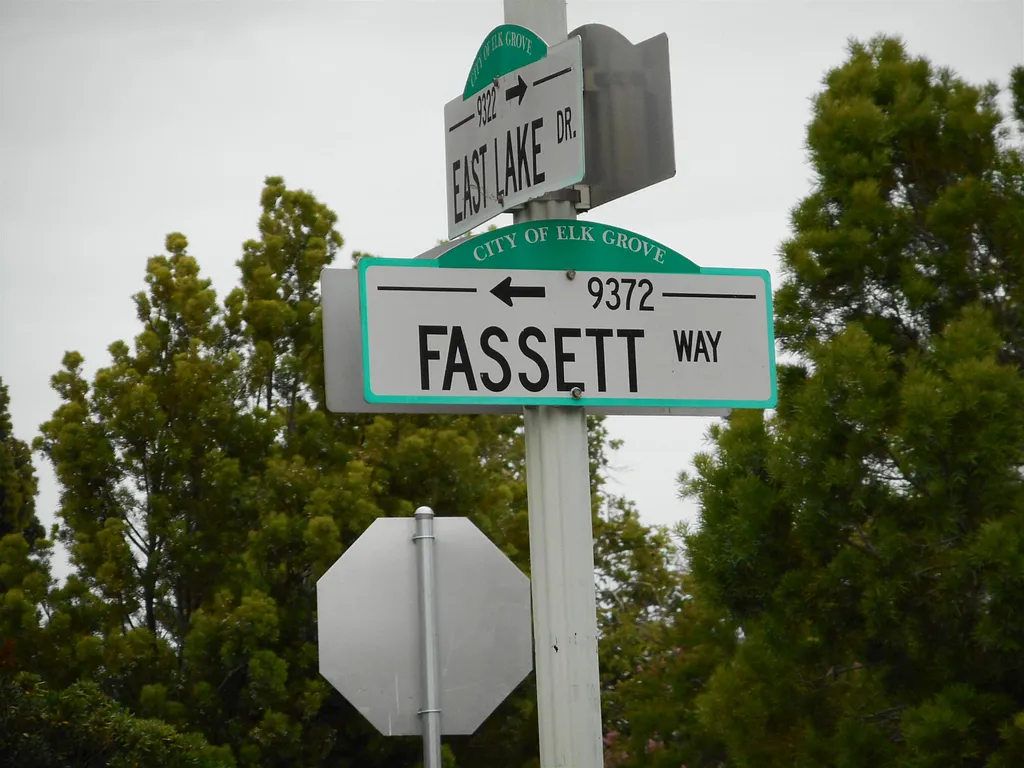 CITY OF ELK GROVE
9322 →
EAST LAKE DR.
CITY OF ELK GROVE
← 9372
FASSETT WAY